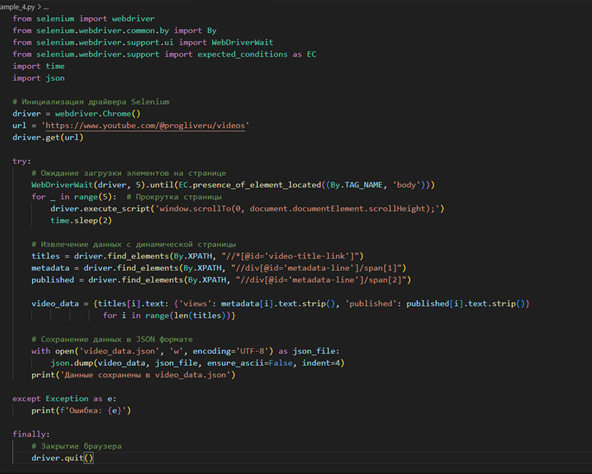 ample_4.py > ...
from selenium import webdriver
from selenium.webdriver.common.by import By
from selenium.webdriver.support.ui import WebDriverWait
from selenium.webdriver.support import expected_conditions as EC
import time
import json

# Инициализация драйвера Selenium
driver = webdriver.Chrome()
url = 'https://www.youtube.com/@progliveru/videos'
driver.get(url)

try:
    # Ожидание загрузки элементов на странице
    WebDriverWait(driver, 5).until(EC.presence_of_element_located((By.TAG_NAME, 'body')))
    for _ in range(5):  # Прокрутка страницы
        driver.execute_script('window.scrollTo(0, document.documentElement.scrollHeight);')
        time.sleep(2)

    # Извлечение данных с динамической страницы
    titles = driver.find_elements(By.XPATH, "//*[@id='video-title-link']")
    metadata = driver.find_elements(By.XPATH, "//div[@id='metadata-line']/span[1]")
    published = driver.find_elements(By.XPATH, "//div[@id='metadata-line']/span[2]")

    video_data = {titles[i].text: {'views': metadata[i].text.strip(), 'published': published[i].text.strip()}
                  for i in range(len(titles))}

    # Сохранение данных в JSON формате
    with open('video_data.json', 'w', encoding='UTF-8') as json_file:
        json.dump(video_data, json_file, ensure_ascii=False, indent=4)
    print('Данные сохранены в video_data.json')

except Exception as e:
    print(f'Ошибка: {e}')

finally:
    # Закрытие браузера
    driver.quit()